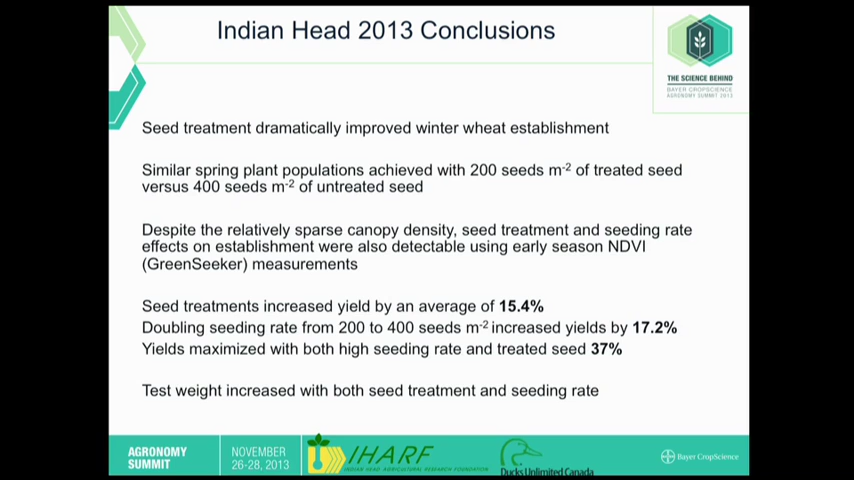 Indian Head 2013 Conclusions
THE SCIENCE BEHIND
BAYER CROPSCIENCE
AGRONOMY SUMMIT 2013
Seed treatment dramatically improved winter wheat establishment
Similar spring plant populations achieved with 200 seeds m-2 of treated seed
versus 400 seeds m-2 of untreated seed
Despite the relatively sparse canopy density, seed treatment and seeding rate
effects on establishment were also detectable using early season NDVI
(GreenSeeker) measurements
Seed treatments increased yield by an average of 15.4%
Doubling seeding rate from 200 to 400 seeds m-2 increased yields by 17.2%
Yields maximized with both high seeding rate and treated seed 37%
Test weight increased with both seed treatment and seeding rate
AGRONOMY
SUMMIT
NOVEMBER
26-28, 2013
IHARF
INDIAN HEAD AGRICULTURAL RESEARCH FOUNDATION
Ducks Unlimited Canada
Bayer CropScience